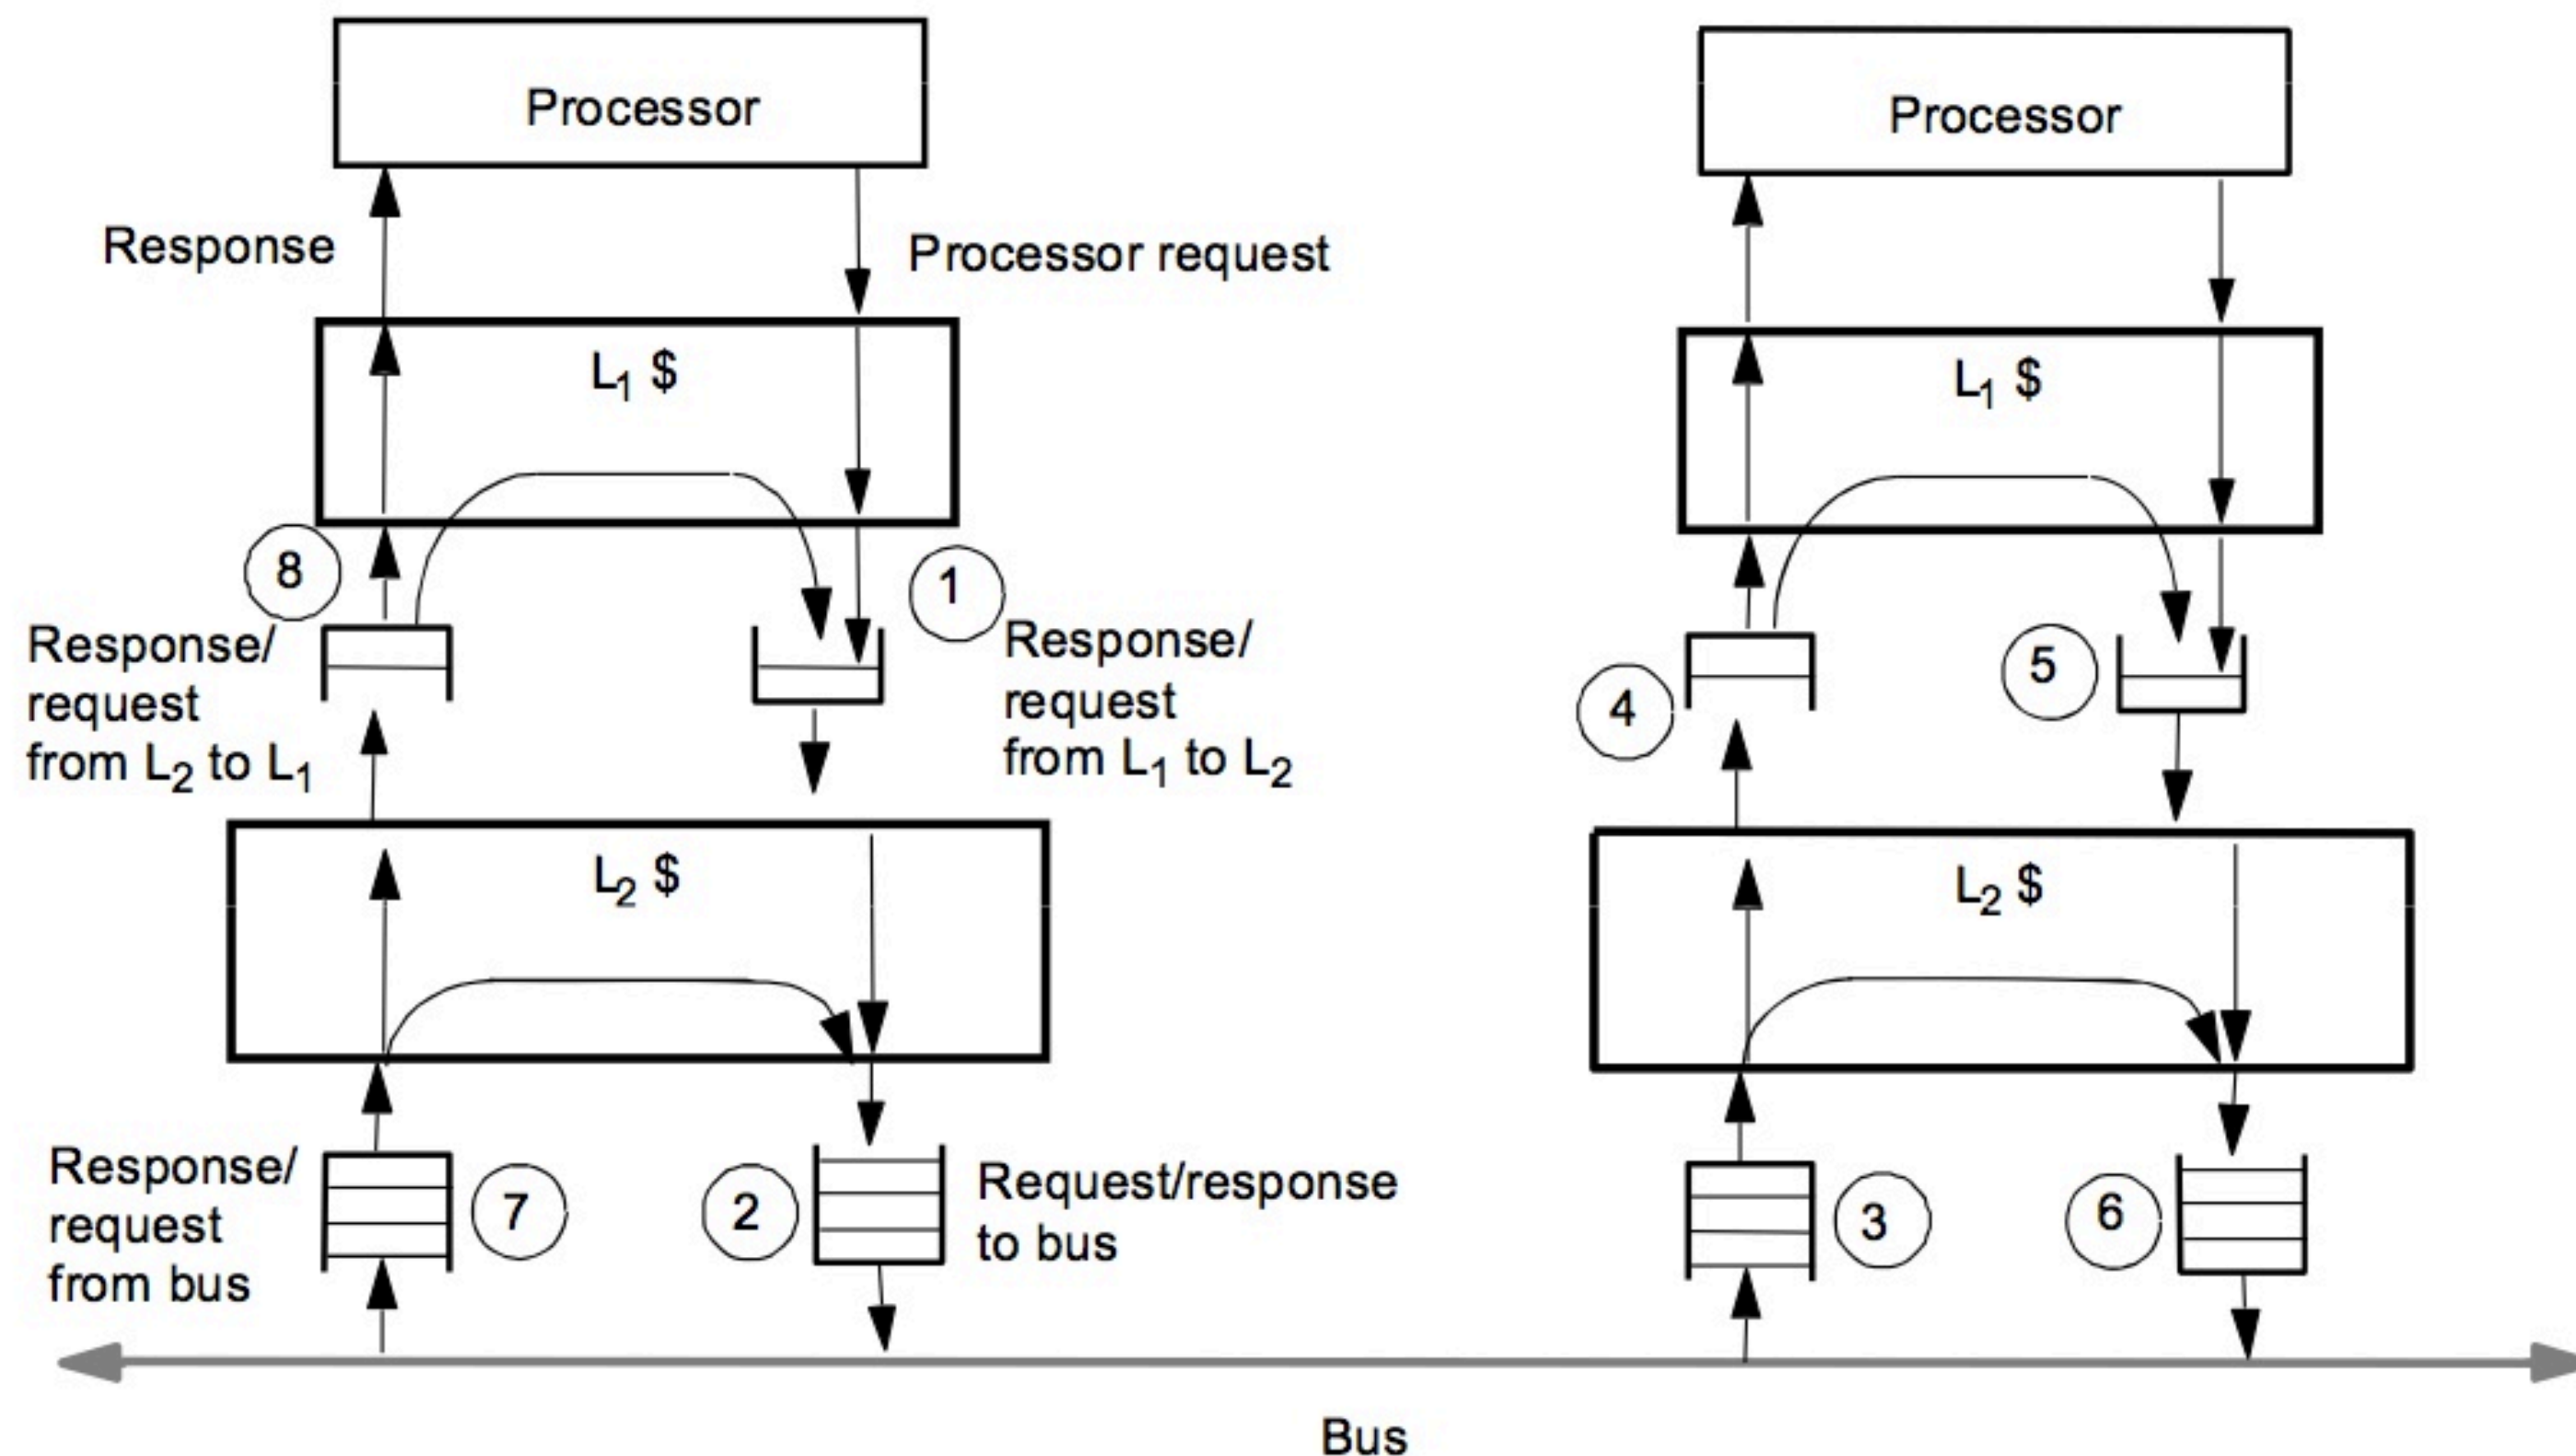 Processor
Processor
Response
Processor request
L1 $
L1 $
8
1
Response/
request
from L2 to L1
Response/
request
from L1 to L2
4
5
L2 $
L2 $
Response/
request
from bus
7
2
Request/response
to bus
3
6
Bus